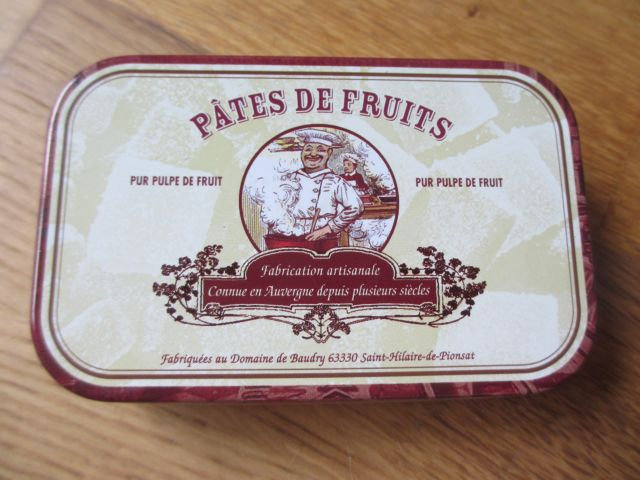 PÂTES DE FRUITS
PUR PULPE DE FRUIT
PUR PULPE DE FRUIT
Fabrication artisanale
Connue en Auvergne depuis plusieurs siècles
Fabriquées au Domaine de Baudry 63330 Saint-Hilaire-de-Pionsat